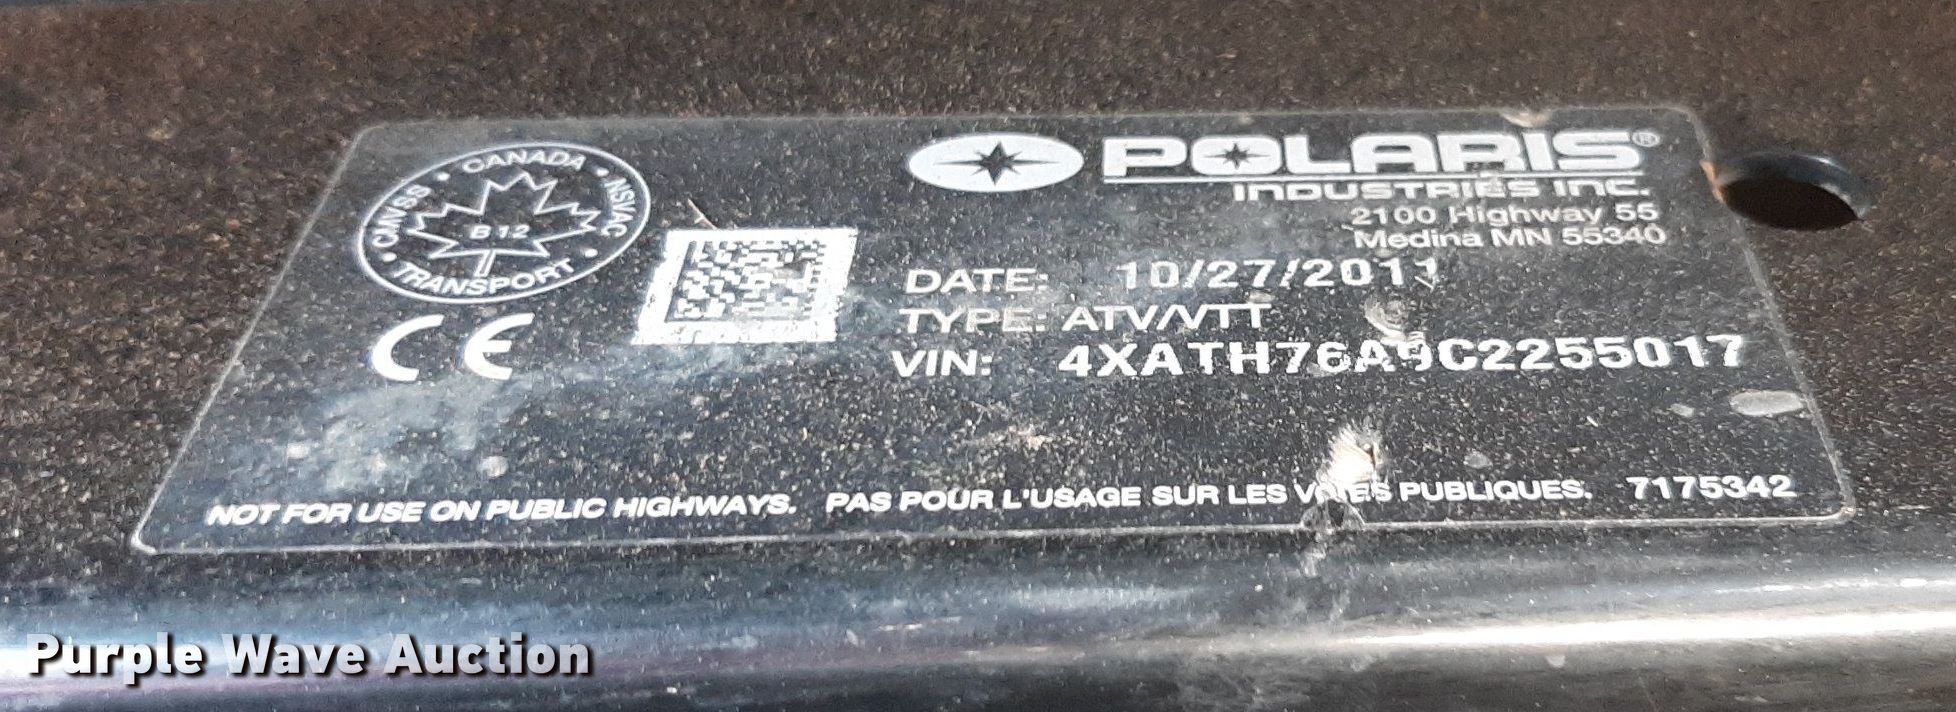 CANADA
CMVSS · NSVAC
B 12
TRANSPORT
CE
POLARIS®
INDUSTRIES INC.
2100 Highway 55
Medina MN 55340
DATE: 10/27/2011
TYPE: ATV/VTT
VIN: 4XATH76A9C2255017
NOT FOR USE ON PUBLIC HIGHWAYS. PAS POUR L'USAGE SUR LES VOIES PUBLIQUES. 7175342
Purple Wave Auction